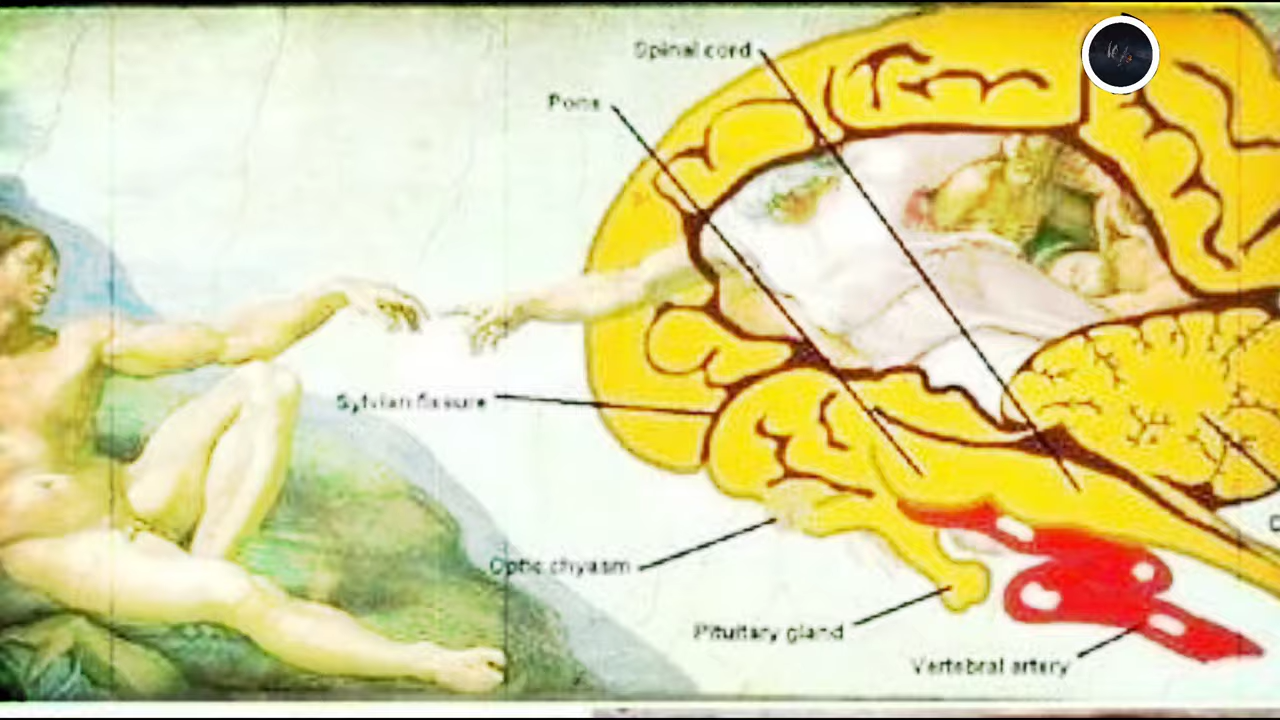 Spinal cord
Pons
Sylvian fissure
Optic chyasm
Pituitary gland
Vertebral artery